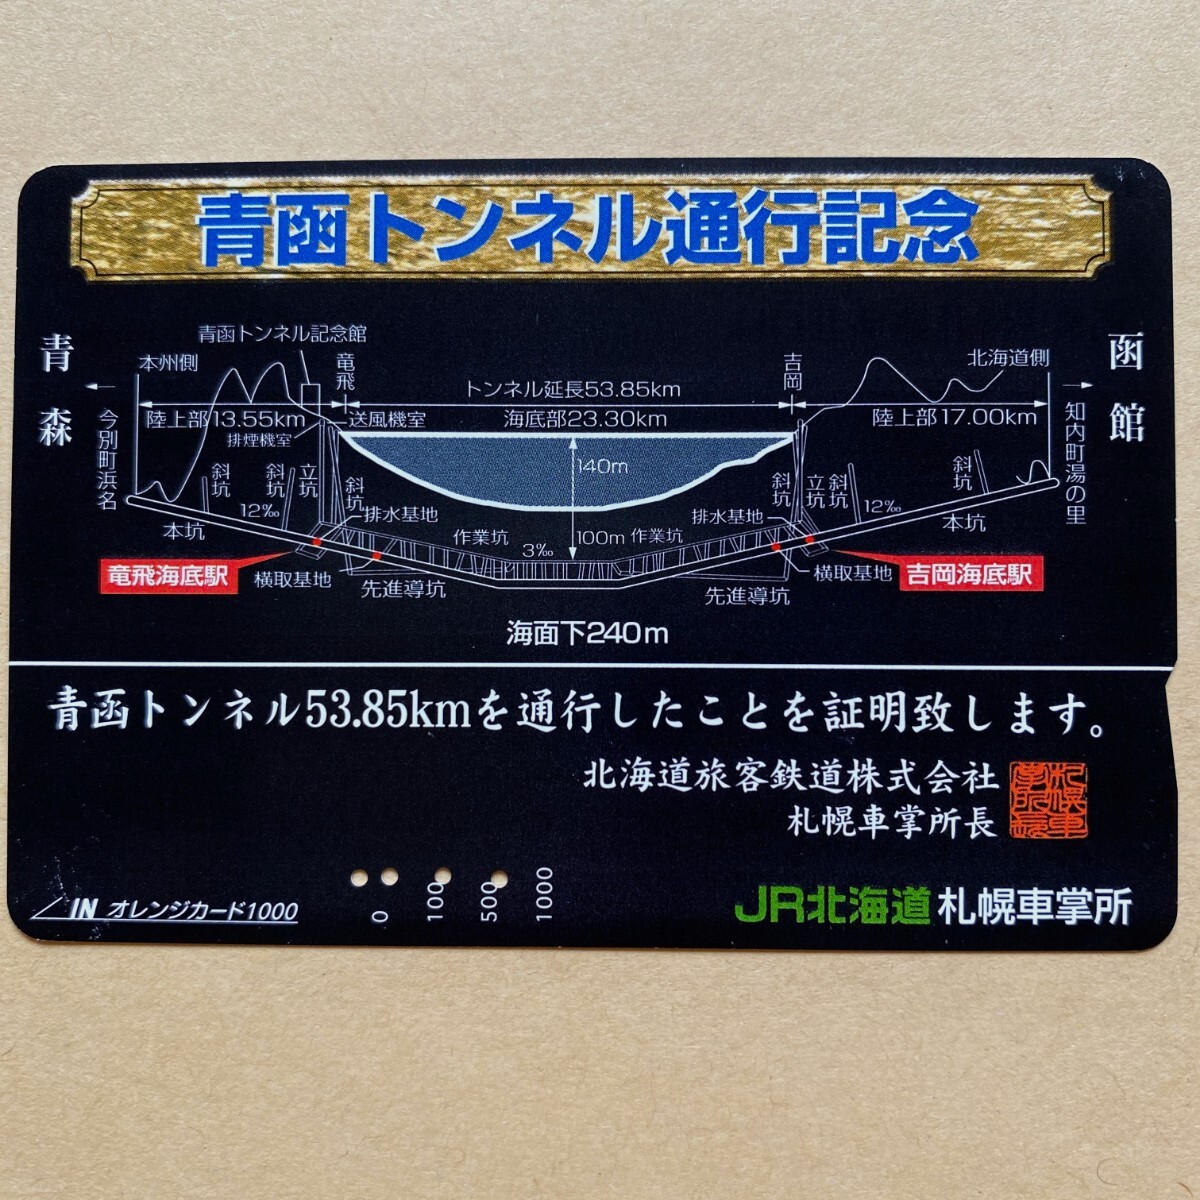 青函トンネル通行記念
青函トンネル記念館
青森
函館
本州側
竜飛
吉岡
北海道側
トンネル延長53.85km
陸上部13.55km
送風機室
海底部23.30km
陸上部17.00km
排煙機室
今別町浜名
知内町湯の里
140m
斜坑
斜坑
立坑
斜坑
斜坑
立坑
斜坑
斜坑
12‰
排水基地
排水基地
12‰
本坑
作業坑
100m
作業坑
本坑
3‰
竜飛海底駅
横取基地
先進導坑
先進導坑
横取基地
吉岡海底駅
海面下240m
青函トンネル53.85kmを通行したことを証明致します。
北海道旅客鉄道株式会社
札幌車掌所長
札幌車掌所長
IN オレンジカード1000
0 100 500 1000
JR北海道 札幌車掌所